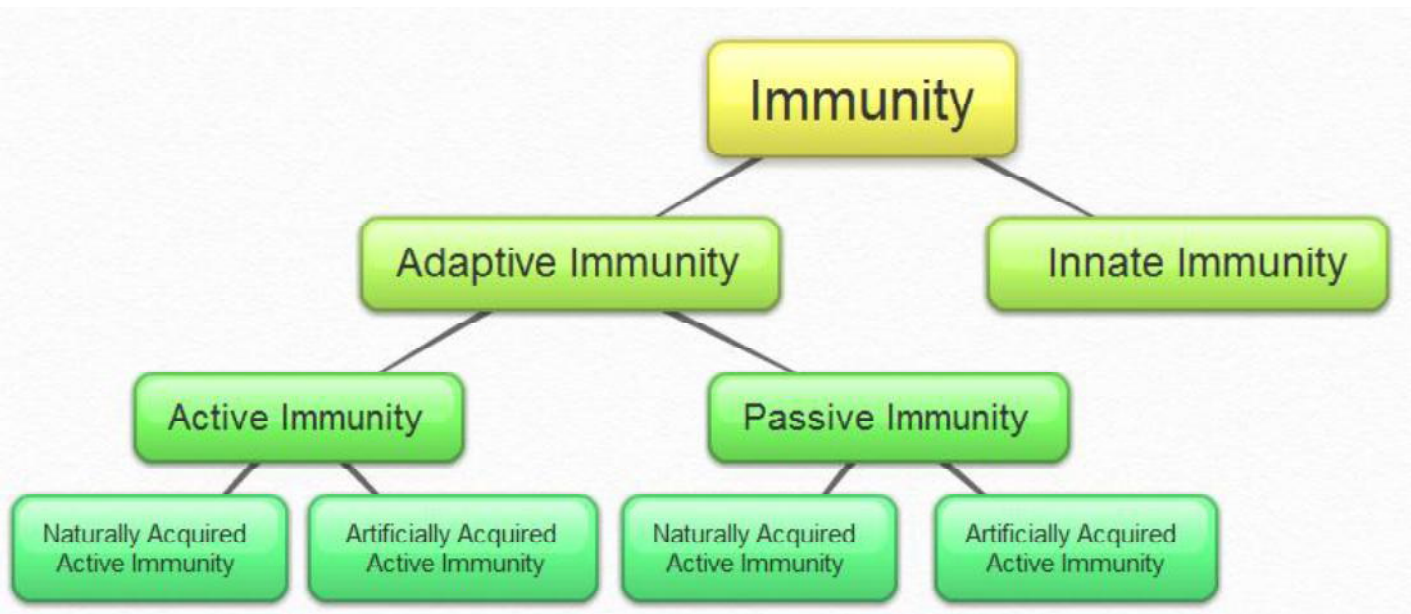 Immunity
Adaptive Immunity
Innate Immunity
Active Immunity
Passive Immunity
Naturally Acquired
Active Immunity
Artificially Acquired
Active Immunity
Naturally Acquired
Active Immunity
Artificially Acquired
Active Immunity